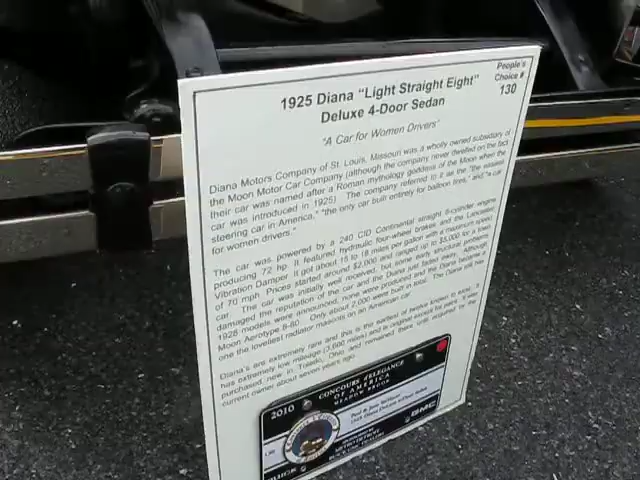 People's
Choice #
130
1925 Diana "Light Straight Eight"
Deluxe 4-Door Sedan
"A Car for Women Drivers"
Diana Motors Company of St. Louis, Missouri was a wholly owned subsidiary of
the Moon Motor Car Company (although the company never dwelled on the fact
their car was named after a Roman mythology goddess of the Moon when the
car was introduced in 1925). The company referred to it as the "the easiest
steering car in America," "the only car built entirely for balloon tires," and "a car
for women drivers."
The car was powered by a 240 CID Continental straight 8-cylinder engine
producing 72 hp. It featured hydraulic four-wheel brakes and the Lancaster
Vibration Damper. It got about 15 to 18 miles per gallon with a maximum speed
of 70 mph. Prices started around $2,000 and ranged up to $5,000 for a town
car. The car was initially well received, but some early structural problems
damaged the reputation of the car and the Diana just faded away. Although
1928 models were announced, none were produced and the Diana became a
Moon Aerotype 8-80. Only about 2,000 were built in total. The Diana still has
one the loveliest radiator mascots on an American car.
Diana's are extremely rare and this is the earliest of twelve known to exist. It
has extremely low mileage (3,600 miles) and is original except for paint. It was
purchased new in Toledo, Ohio and remained there until acquired by the
current owner about seven years ago.
2010
CONCOURS D'ELEGANCE
OF AMERICA
MEADOW BROOK
1925 Diana Deluxe 4-Door Sedan
GMC
BUICK